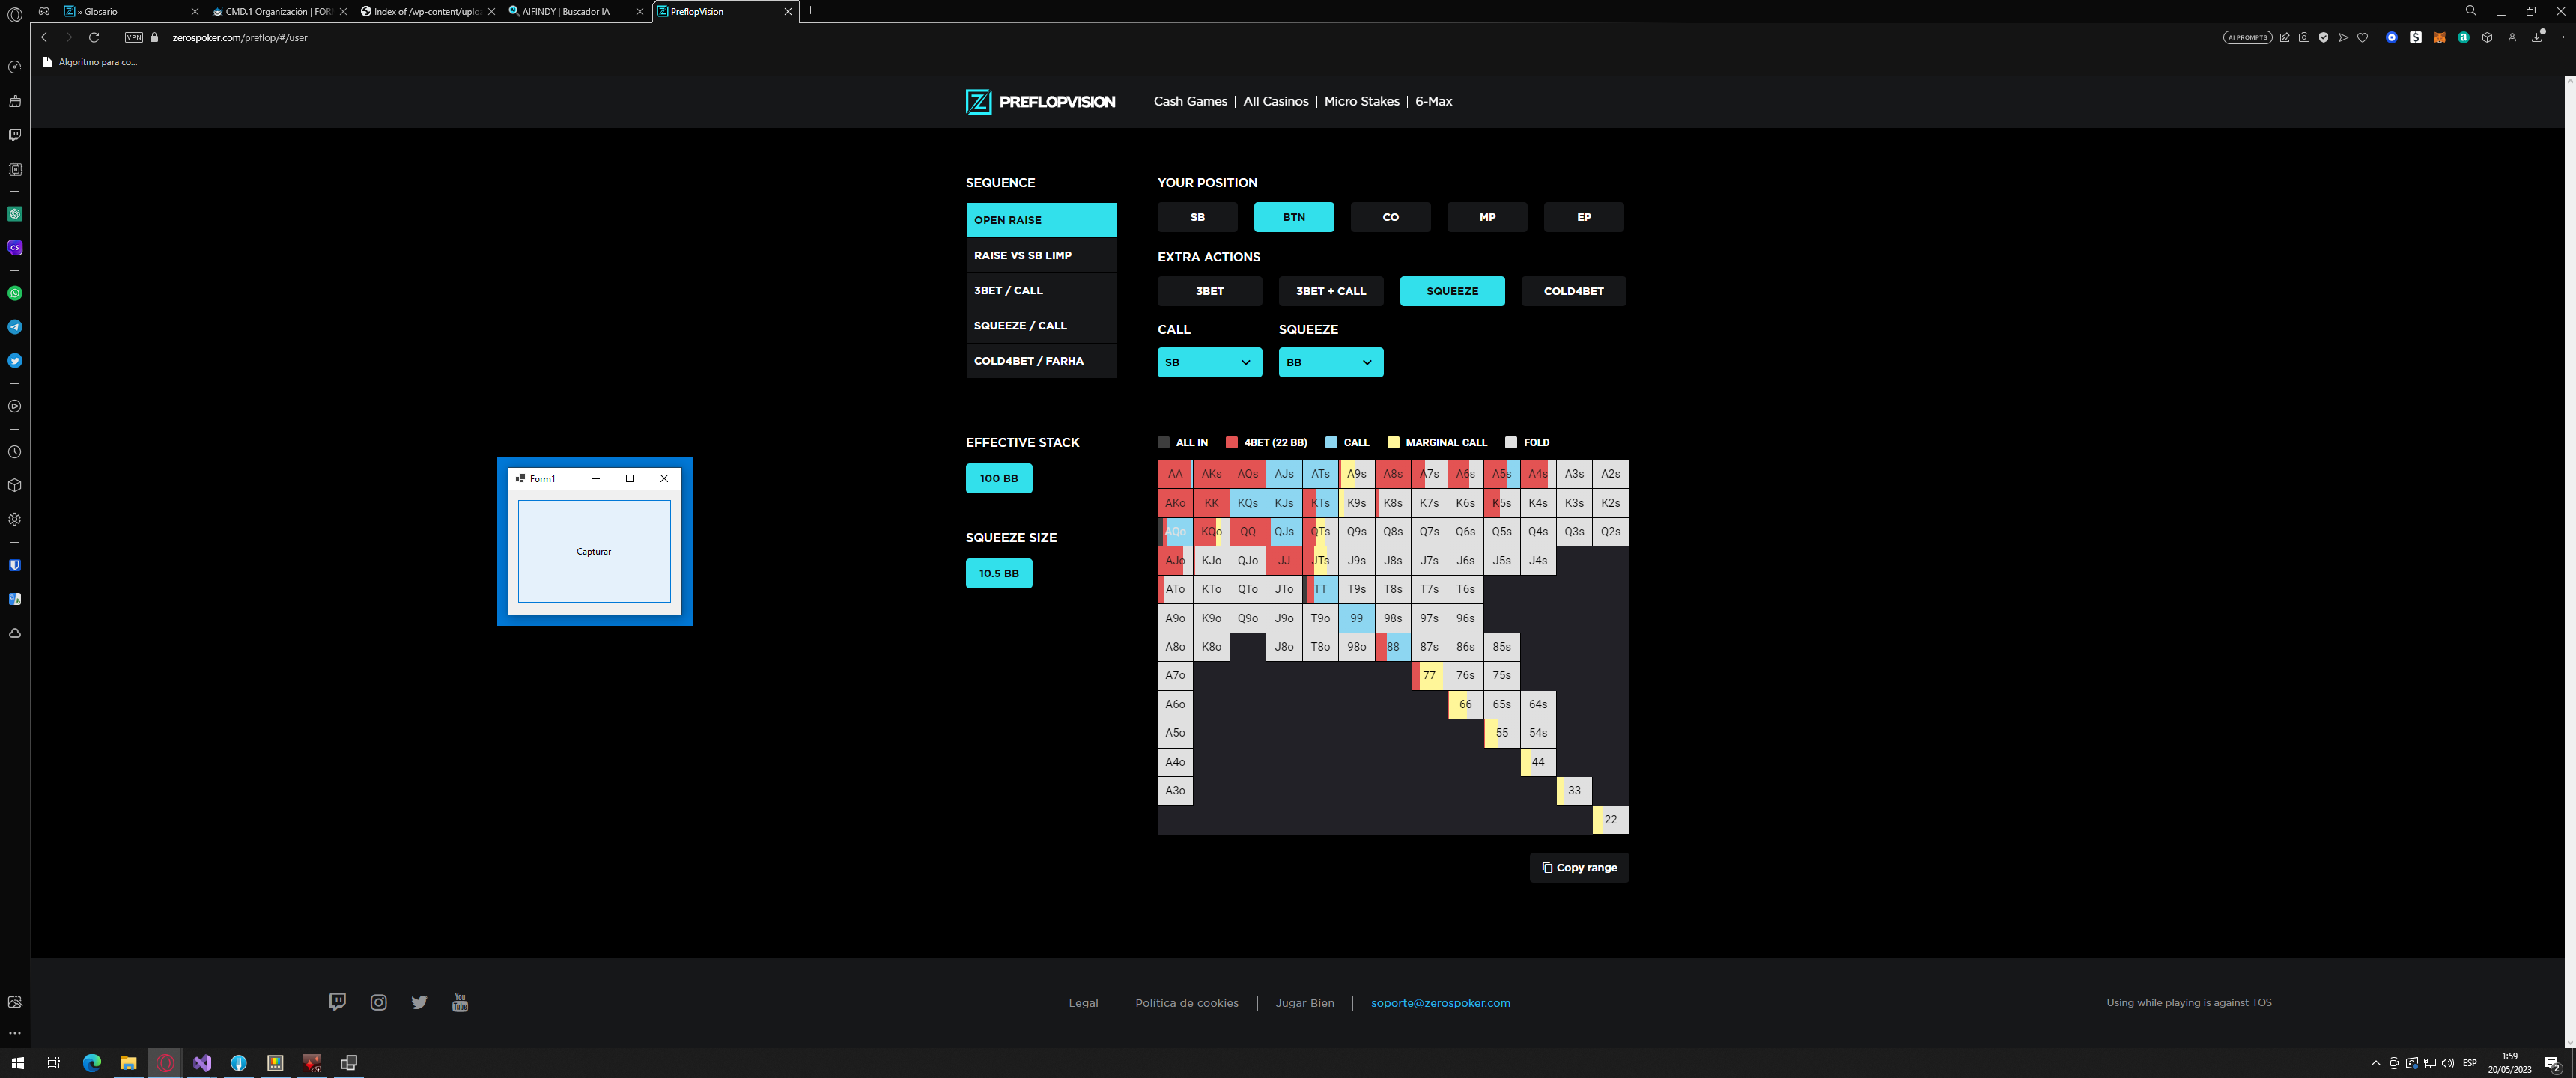 » Glosario
CMD.1 Organización | FOR
Index of /wp-content/uplo
AIFINDY | Buscador IA
PreflopVision
VPN
zerospoker.com/preflop/#/user
AI PROMPTS
Algoritmo para co...
PREFLOPVISION
Cash Games | All Casinos | Micro Stakes | 6-Max
SEQUENCE
OPEN RAISE
RAISE VS SB LIMP
3BET / CALL
SQUEEZE / CALL
COLD4BET / FARHA
YOUR POSITION
SB BTN CO MP EP
EXTRA ACTIONS
3BET 3BET + CALL SQUEEZE COLD4BET
CALL SQUEEZE
SB BB
EFFECTIVE STACK
100 BB
SQUEEZE SIZE
10.5 BB
ALL IN 4BET (22 BB) CALL MARGINAL CALL FOLD
AA AKs AQs AJs ATs A9s A8s A7s A6s A5s A4s A3s A2s
AKo KK KQs KJs KTs K9s K8s K7s K6s K5s K4s K3s K2s
AQo KQo QQ QJs QTs Q9s Q8s Q7s Q6s Q5s Q4s Q3s Q2s
AJo KJo QJo JJ JTs J9s J8s J7s J6s J5s J4s
ATo KTo QTo JTo TT T9s T8s T7s T6s
A9o K9o Q9o J9o T9o 99 98s 97s 96s
A8o K8o J8o T8o 98o 88 87s 86s 85s
A7o 77 76s 75s
A6o 66 65s 64s
A5o 55 54s
A4o 44
A3o 33
22
Copy range
Form1
Capturar
Legal | Política de cookies | Jugar Bien | soporte@zerospoker.com
Using while playing is against TOS
ESP
1:59
20/05/2023
2